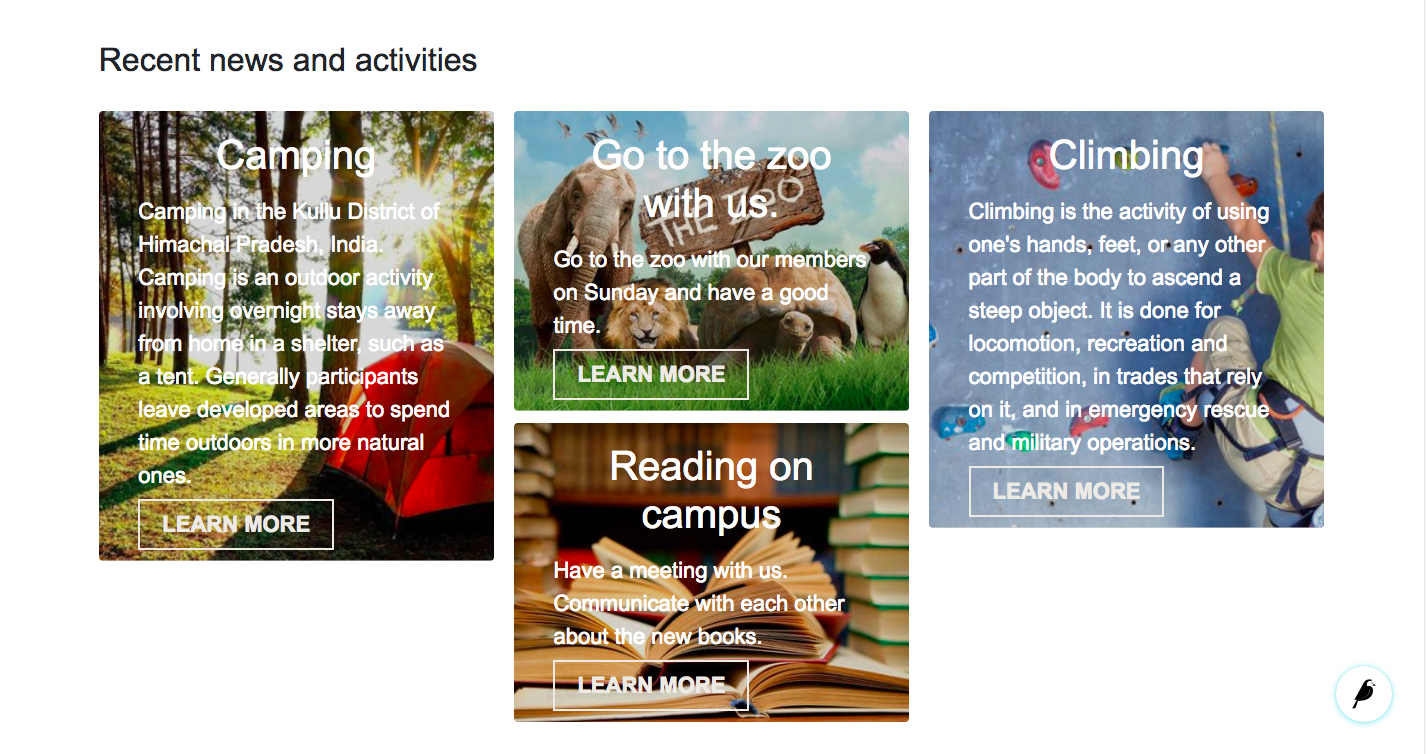 Recent news and activities
Camping
Camping in the Kullu District of
Himachal Pradesh, India.
Camping is an outdoor activity
involving overnight stays away
from home in a shelter, such as
a tent. Generally participants
leave developed areas to spend
time outdoors in more natural
ones.
LEARN MORE
Go to the zoo
with us.
THE ZOO
Go to the zoo with our members
on Sunday and have a good
time.
LEARN MORE
Reading on
campus
Have a meeting with us.
Communicate with each other
about the new books.
LEARN MORE
Climbing
Climbing is the activity of using
one's hands, feet, or any other
part of the body to ascend a
steep object. It is done for
locomotion, recreation and
competition, in trades that rely
on it, and in emergency rescue
and military operations.
LEARN MORE